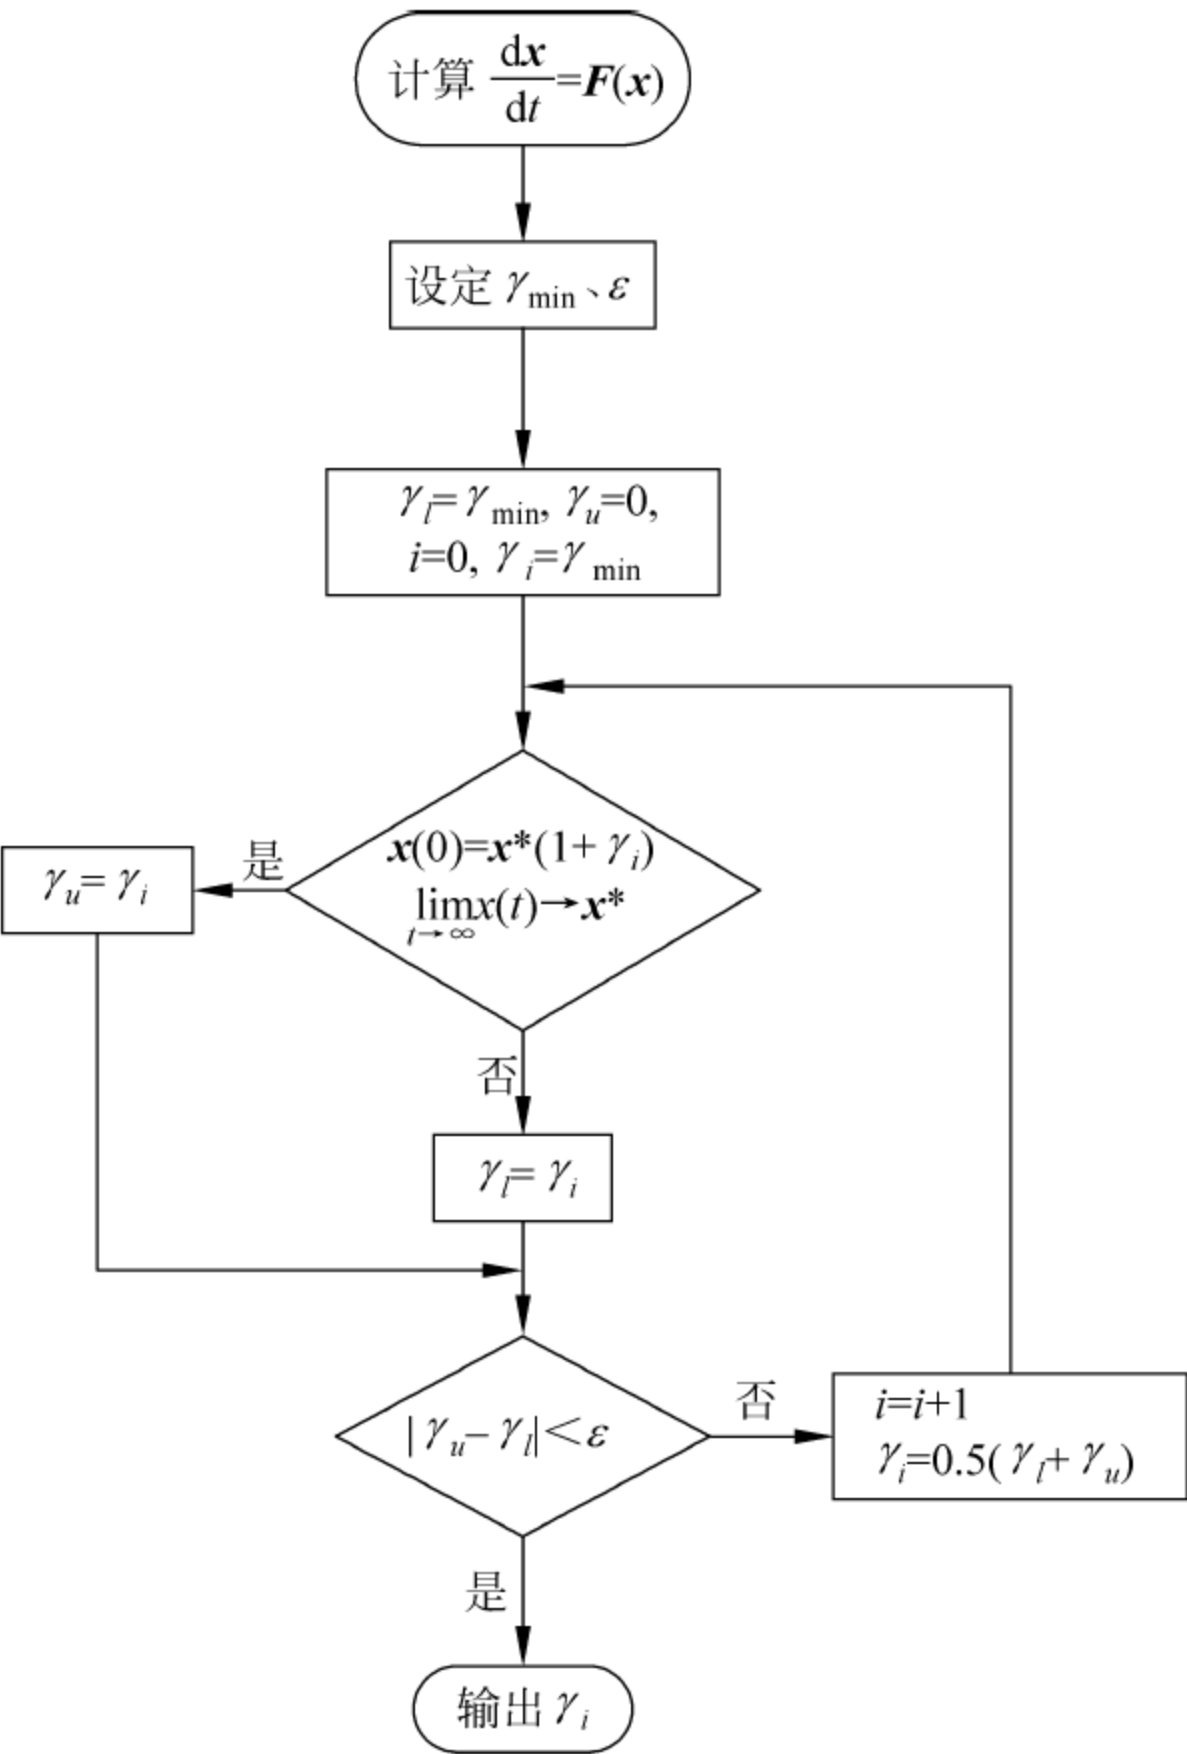 计算 dx/dt=F(x)
设定 γmin、ε
γl=γmin, γu=0,
i=0, γi=γmin
x(0)=x*(1+γi)
lim x(t)→x*
t→∞
是
γu=γi
否
γl=γi
|γu−γl|<ε
否
i=i+1
γi=0.5(γl+γu)
是
输出 γi